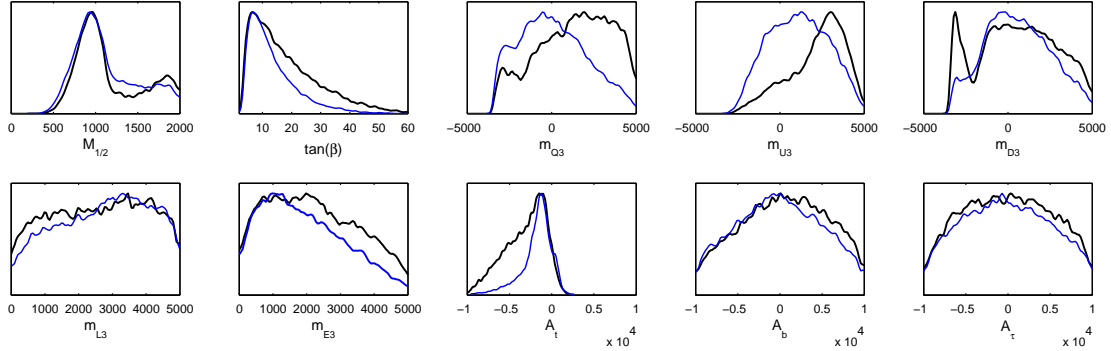 0 500 1000 1500 2000
M1/2
10 20 30 40 50 60
tan(β)
−5000 0 5000
mQ3
−5000 0 5000
mU3
−5000 0 5000
mD3
0 1000 2000 3000 4000 5000
mL3
0 1000 2000 3000 4000 5000
mE3
−1 −0.5 0 0.5 1
x 10^4
At
−1 −0.5 0 0.5 1
x 10^4
Ab
−1 −0.5 0 0.5 1
x 10^4
Aτ